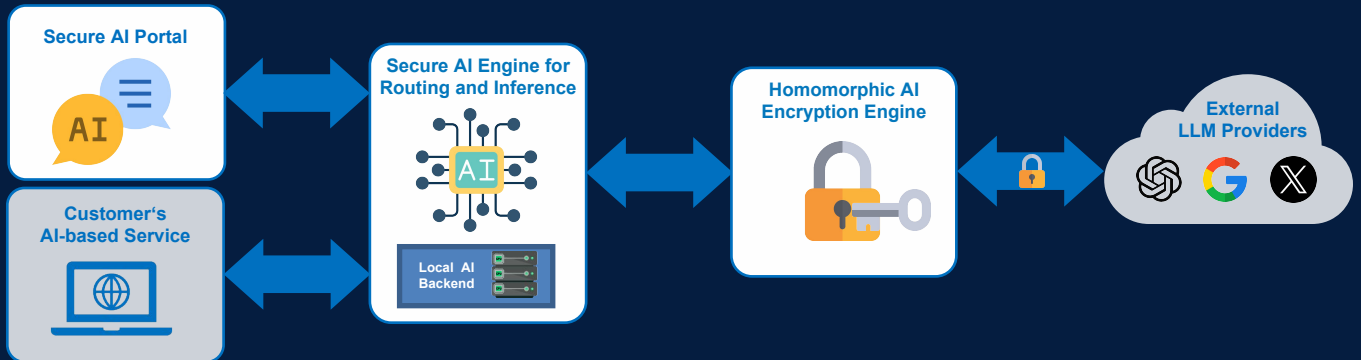 Secure AI Portal
AI
Customer‘s
AI-based Service
Secure AI Engine for
Routing and Inference
AI
Local AI
Backend
Homomorphic AI
Encryption Engine
External
LLM Providers